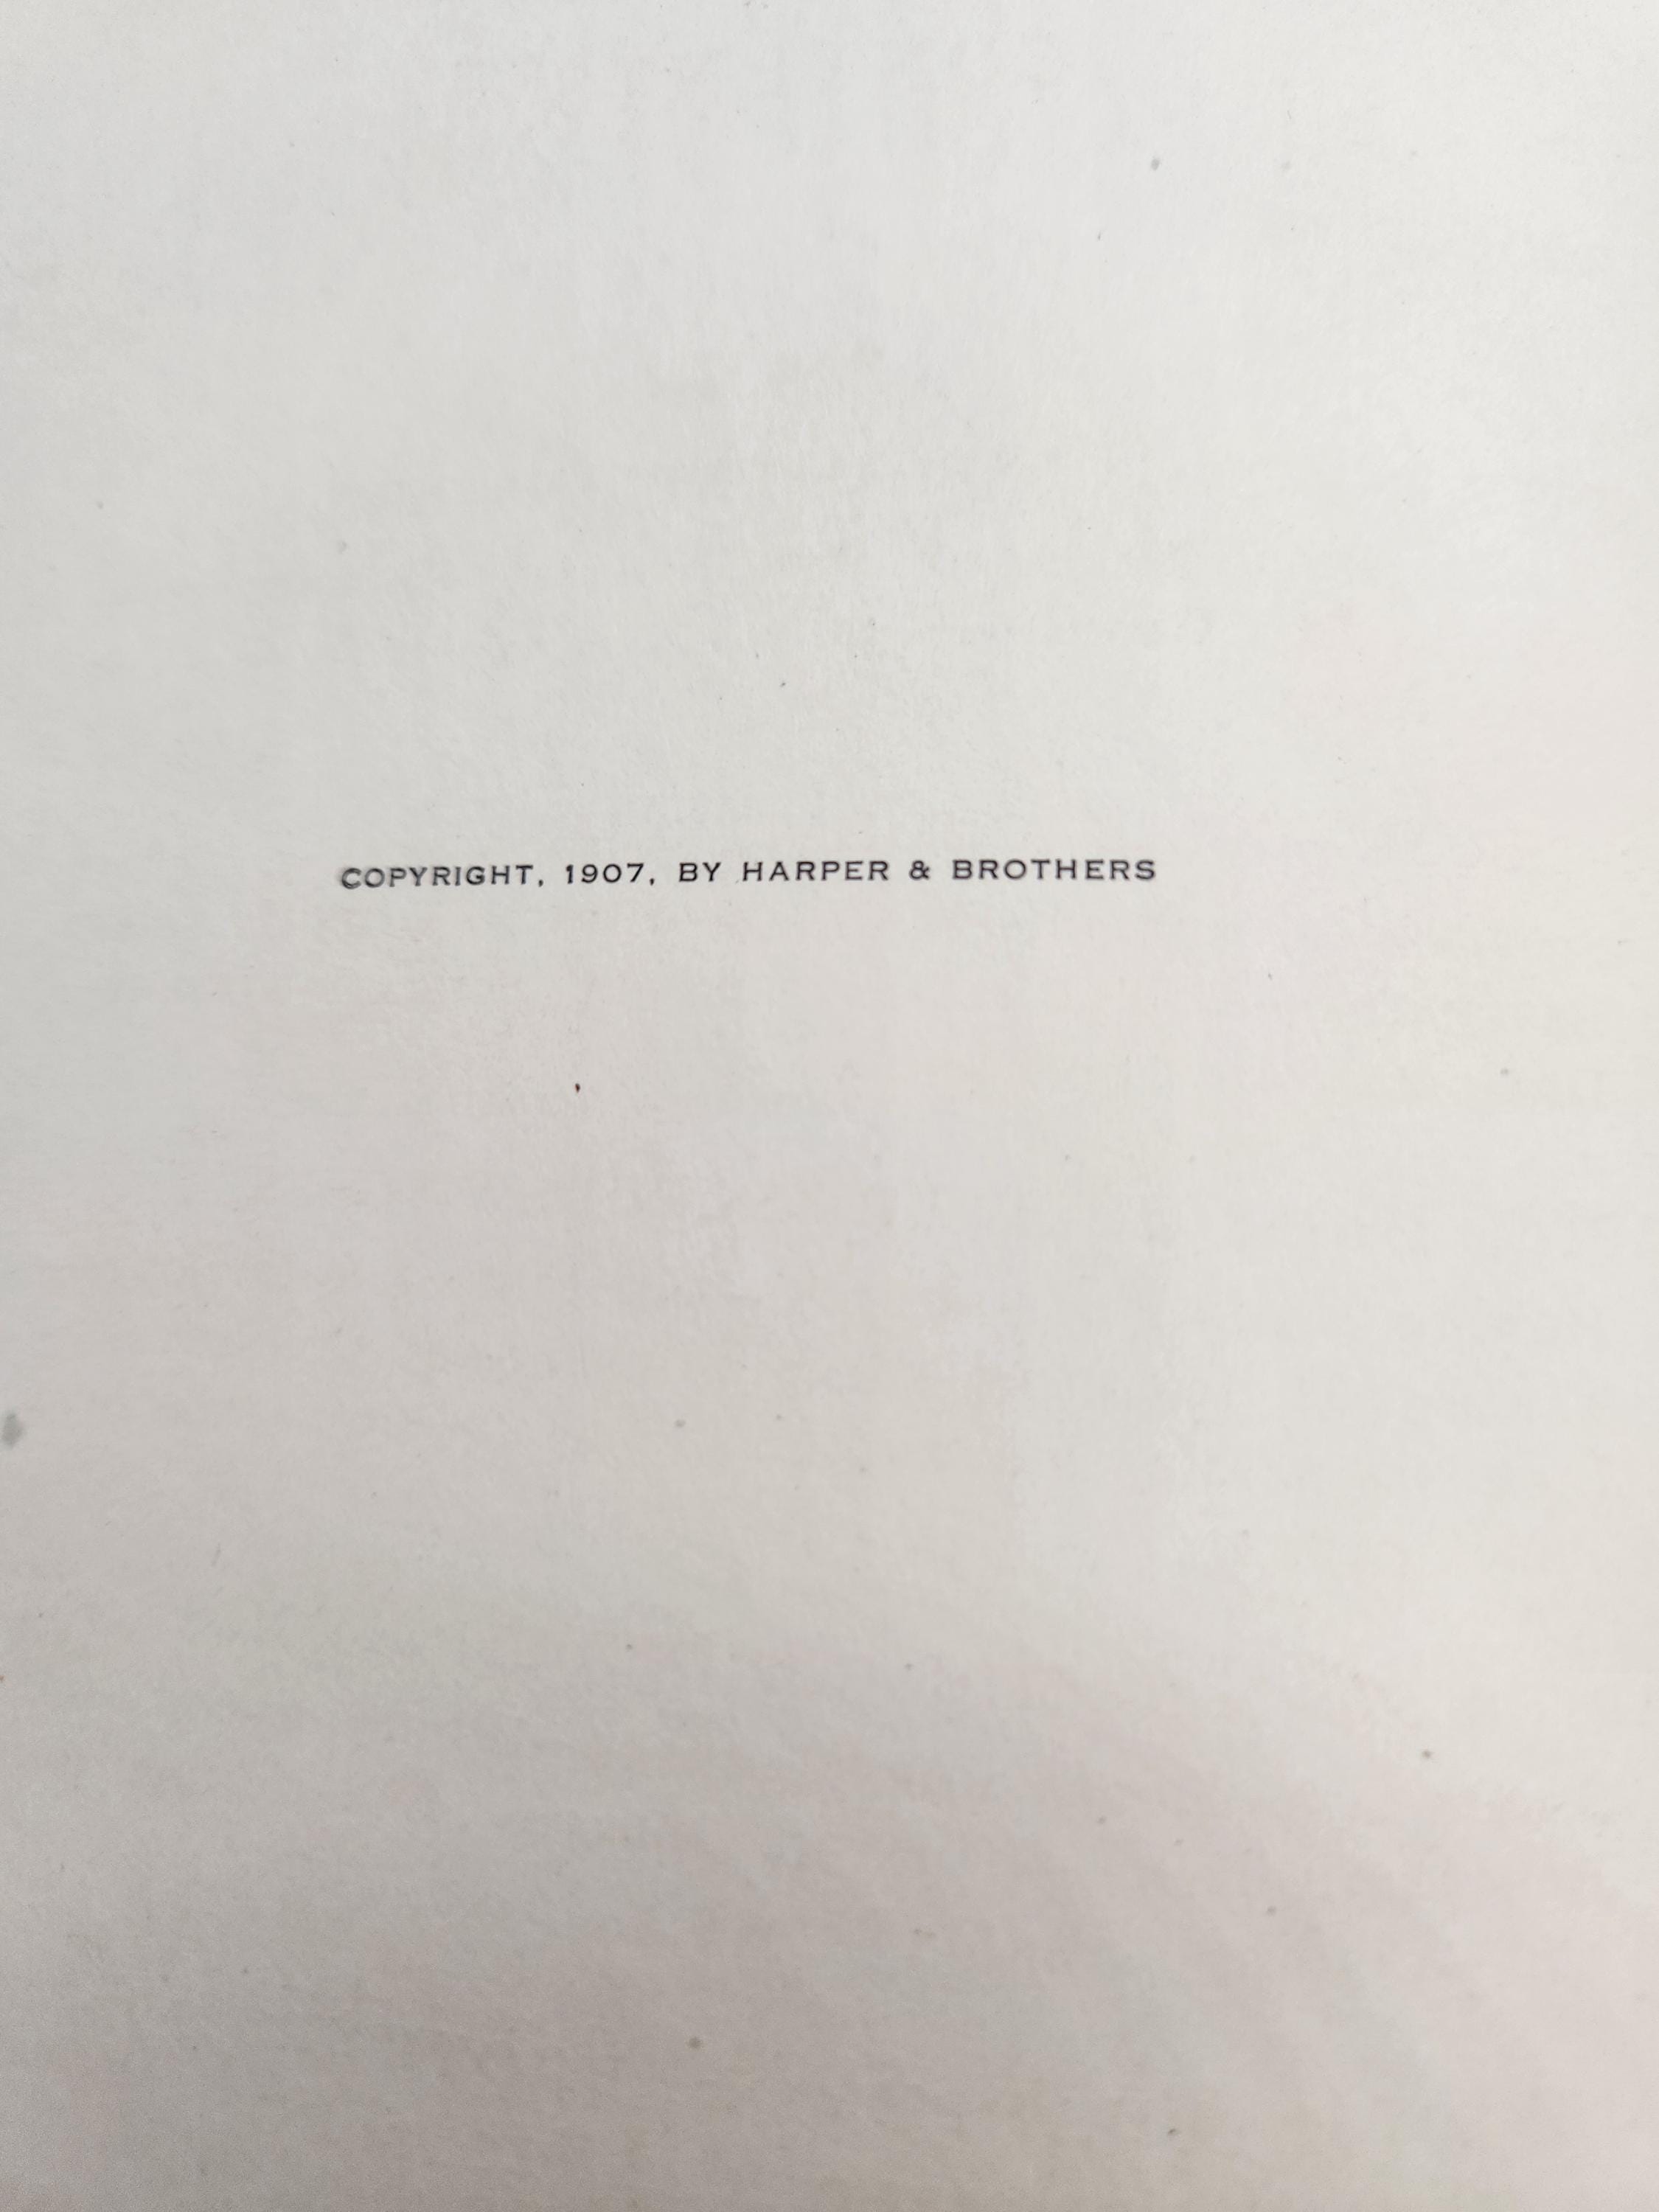 COPYRIGHT, 1907, BY HARPER & BROTHERS